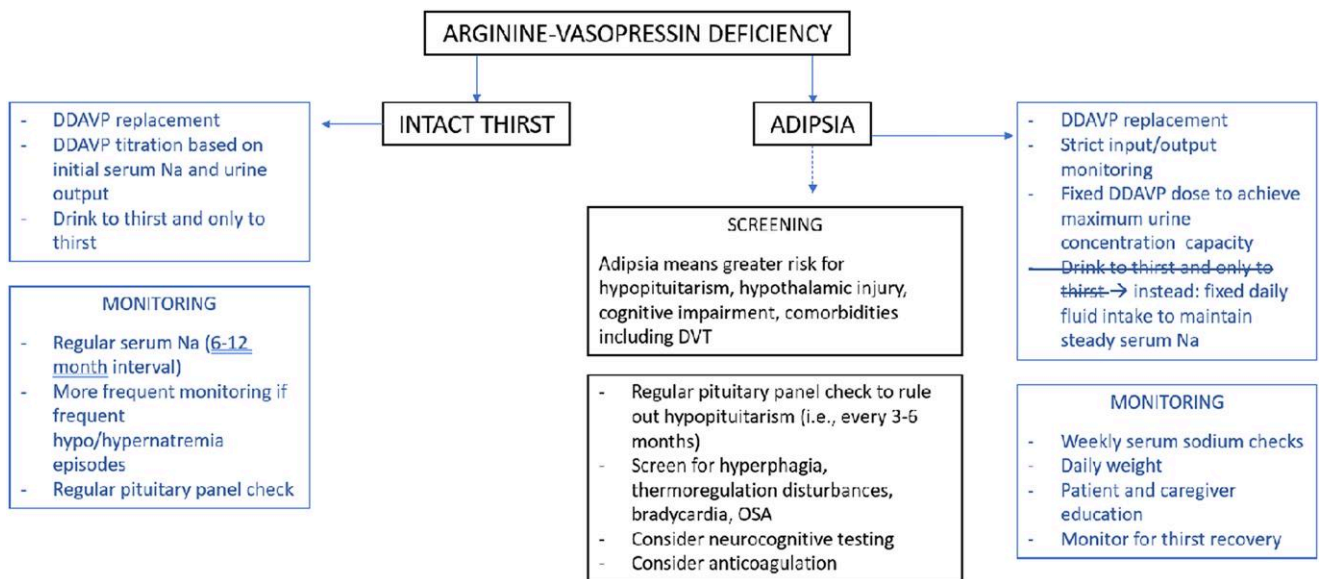 ARGININE-VASOPRESSIN DEFICIENCY
INTACT THIRST
ADIPSIA
- DDAVP replacement
- DDAVP titration based on
initial serum Na and urine
output
- Drink to thirst and only to
thirst
MONITORING
- Regular serum Na (6-12
month interval)
- More frequent monitoring if
frequent
hypo/hypernatremia
episodes
- Regular pituitary panel check
SCREENING
Adipsia means greater risk for
hypopituitarism, hypothalamic injury,
cognitive impairment, comorbidities
including DVT
- Regular pituitary panel check to rule
out hypopituitarism (i.e., every 3-6
months)
- Screen for hyperphagia,
thermoregulation disturbances,
bradycardia, OSA
- Consider neurocognitive testing
- Consider anticoagulation
- DDAVP replacement
- Strict input/output
monitoring
- Fixed DDAVP dose to achieve
maximum urine
concentration capacity
- Drink to thirst and only to
thirst → instead: fixed daily
fluid intake to maintain
steady serum Na
MONITORING
- Weekly serum sodium checks
- Daily weight
- Patient and caregiver
education
- Monitor for thirst recovery